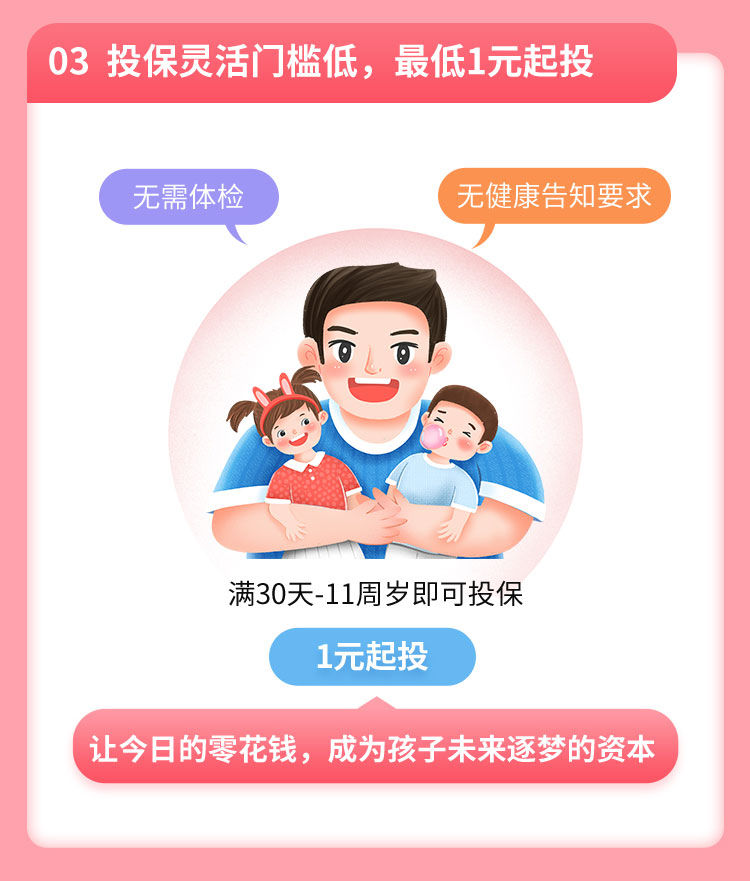 03 投保灵活门槛低，最低1元起投
无需体检
无健康告知要求
满30天-11周岁即可投保
1元起投
让今日的零花钱，成为孩子未来逐梦的资本